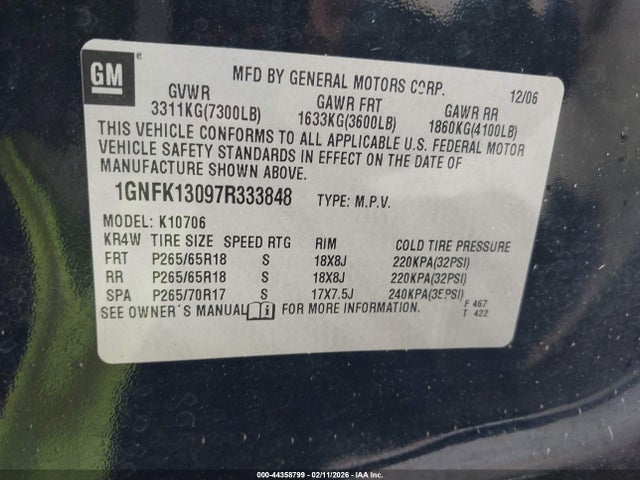 GM
MFD BY GENERAL MOTORS CORP. 12/06
GVWR GAWR FRT GAWR RR
3311KG(7300LB) 1633KG(3600LB) 1860KG(4100LB)
THIS VEHICLE CONFORMS TO ALL APPLICABLE U.S. FEDERAL MOTOR
VEHICLE SAFETY STANDARDS IN EFFECT ON THE DATE OF
MANUFACTURE SHOWN ABOVE.
1GNFK13097R333848 TYPE: M.P.V.
MODEL: K10706
KR4W TIRE SIZE SPEED RTG RIM COLD TIRE PRESSURE
FRT P265/65R18 S 18X8J 220KPA(32PSI)
RR P265/65R18 S 18X8J 220KPA(32PSI)
SPA P265/70R17 S 17X7.5J 240KPA(35PSI)
SEE OWNER'S MANUAL FOR MORE INFORMATION.
F 467
T 422
000-44358799 - 02/11/2026 - IAA Inc.